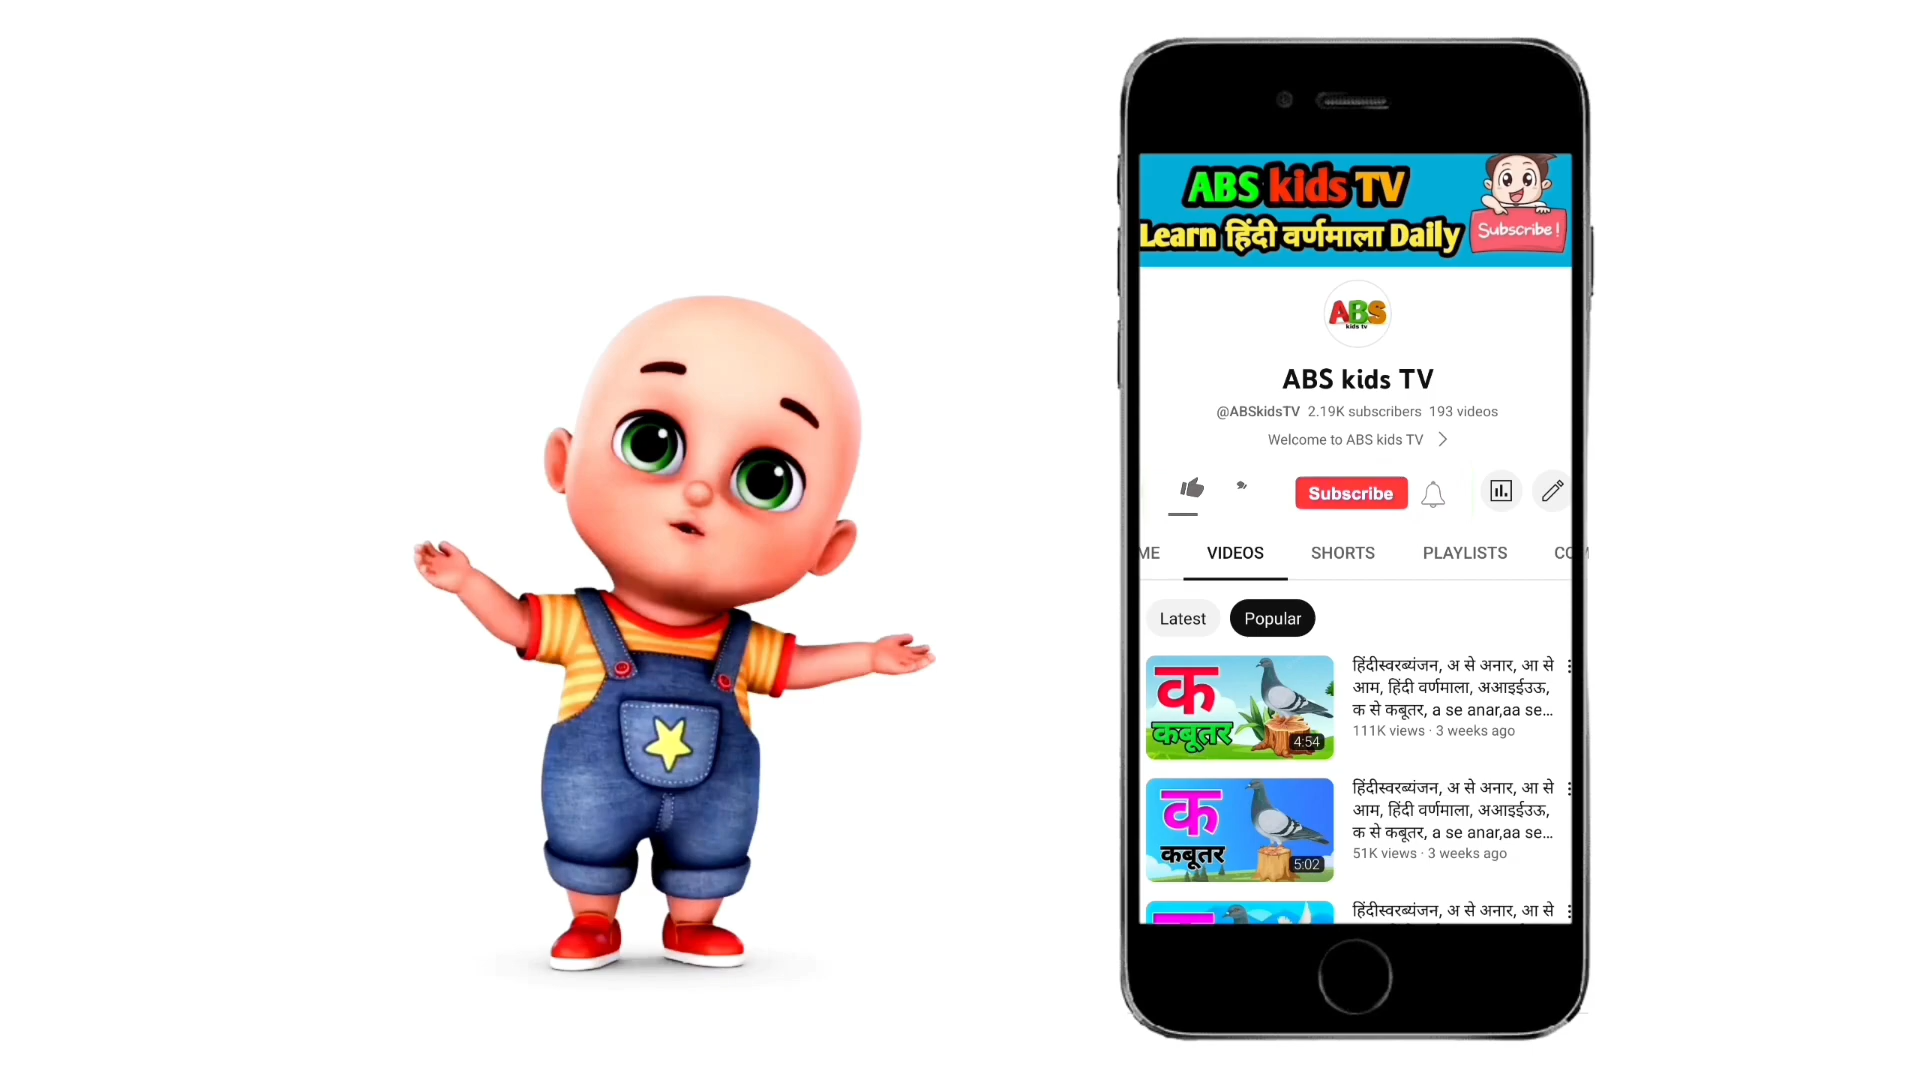 ABS kids TV
Learn हिंदी वर्णमाला Daily
Subscribe!
ABS
kids tv
ABS kids TV
@ABSkidsTV 2.19K subscribers 193 videos
Welcome to ABS kids TV
Subscribe
ME VIDEOS SHORTS PLAYLISTS COM
Latest Popular
क
कबूतर
4:54
हिंदीस्वरब्यंजन, अ से अनार, आ से
आम, हिंदी वर्णमाला, अआइईउऊ,
क से कबूतर, a se anar,aa se...
111K views · 3 weeks ago
क
कबूतर
5:02
हिंदीस्वरब्यंजन, अ से अनार, आ से
आम, हिंदी वर्णमाला, अआइईउऊ,
क से कबूतर, a se anar,aa se...
51K views · 3 weeks ago
हिंदीस्वरब्यंजन, अ से अनार, आ से